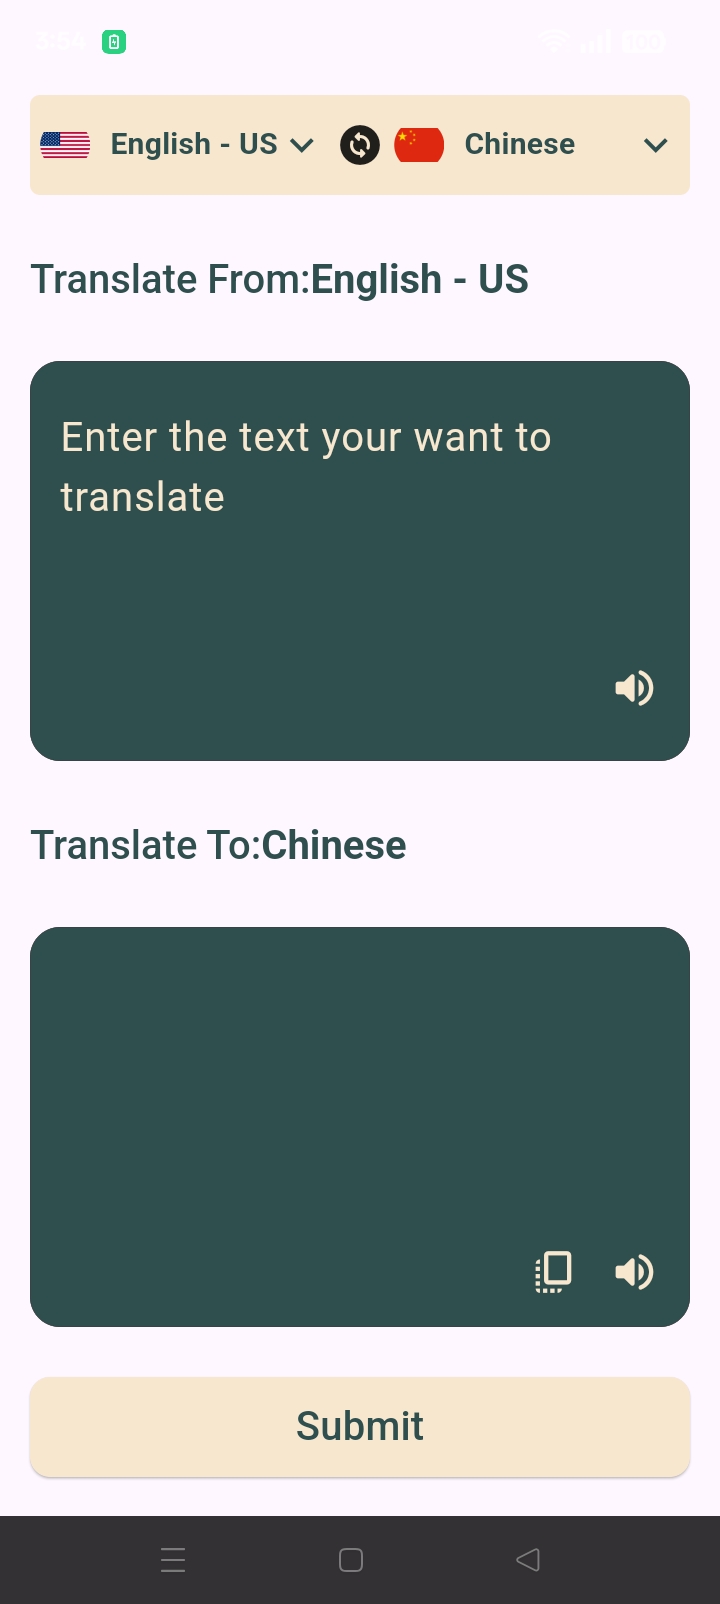 3:54 100
English - US Chinese
Translate From:English - US
Enter the text your want to
translate
Translate To:Chinese
Submit